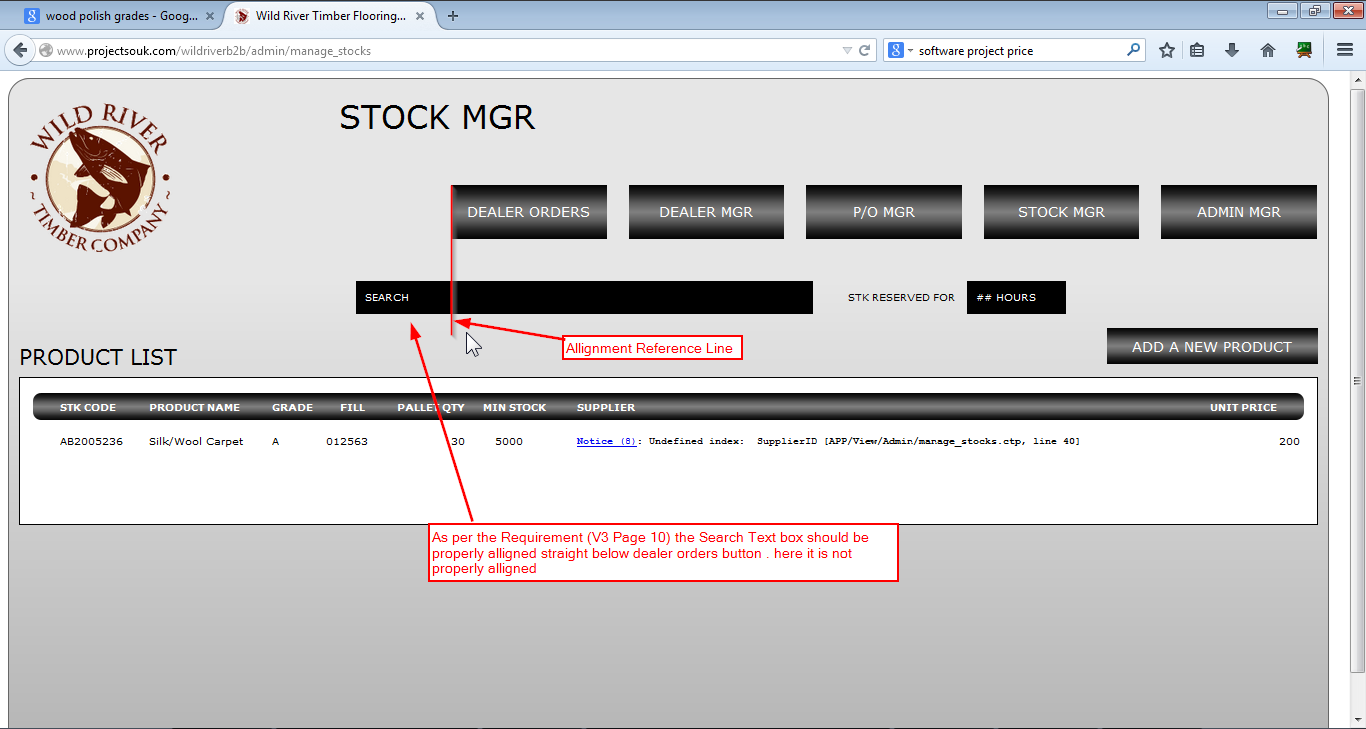 wood polish grades - Goog...
Wild River Timber Flooring...
www.projectsouk.com/wildriverb2b/admin/manage_stocks
software project price
WILD RIVER
TIMBER COMPANY
STOCK MGR
DEALER ORDERS
DEALER MGR
P/O MGR
STOCK MGR
ADMIN MGR
SEARCH
STK RESERVED FOR
## HOURS
Allignment Reference Line
ADD A NEW PRODUCT
PRODUCT LIST
STK CODE PRODUCT NAME GRADE FILL PALLET QTY MIN STOCK SUPPLIER UNIT PRICE
AB2005236 Silk/Wool Carpet A 012563 30 5000 Notice (8): Undefined index: SupplierID [APP/View/Admin/manage_stocks.ctp, line 40] 200
As per the Requirement (V3 Page 10) the Search Text box should be
properly alligned straight below dealer orders button . here it is not
properly alligned